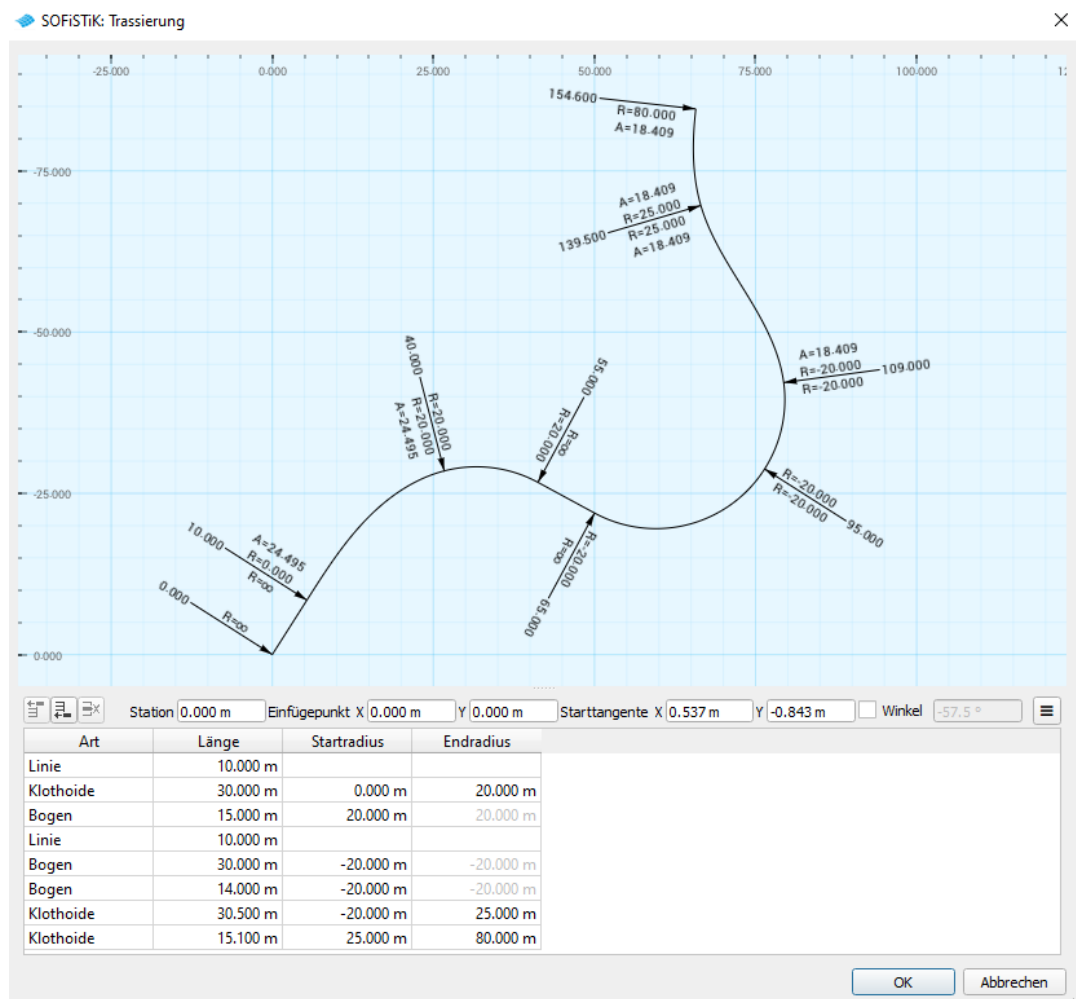 SOFiSTiK: Trassierung
-25.000 0.000 25.000 50.000 75.000 100.000 12
154.600
R=80.000
A=18.409
-75.000
A=18.409
R=25.000
139.500
R=25.000
A=18.409
-50.000
40.000
R=20.000
R=20.000
A=24.495
55.000
R=∞
R=20.000
A=18.409
R=-20.000
109.000
R=-20.000
-25.000
R=-20.000
R=-20.000
95.000
10.000
A=24.495
R=0.000
R=∞
R=∞
R=-20.000
65.000
0.000
R=∞
0.000
Station 0.000 m Einfügepunkt X 0.000 m Y 0.000 m Starttangente X 0.537 m Y -0.843 m Winkel -57.5 °
Art Länge Startradius Endradius
Linie 10.000 m
Klothoide 30.000 m 0.000 m 20.000 m
Bogen 15.000 m 20.000 m 20.000 m
Linie 10.000 m
Bogen 30.000 m -20.000 m -20.000 m
Bogen 14.000 m -20.000 m -20.000 m
Klothoide 30.500 m -20.000 m 25.000 m
Klothoide 15.100 m 25.000 m 80.000 m
OK Abbrechen